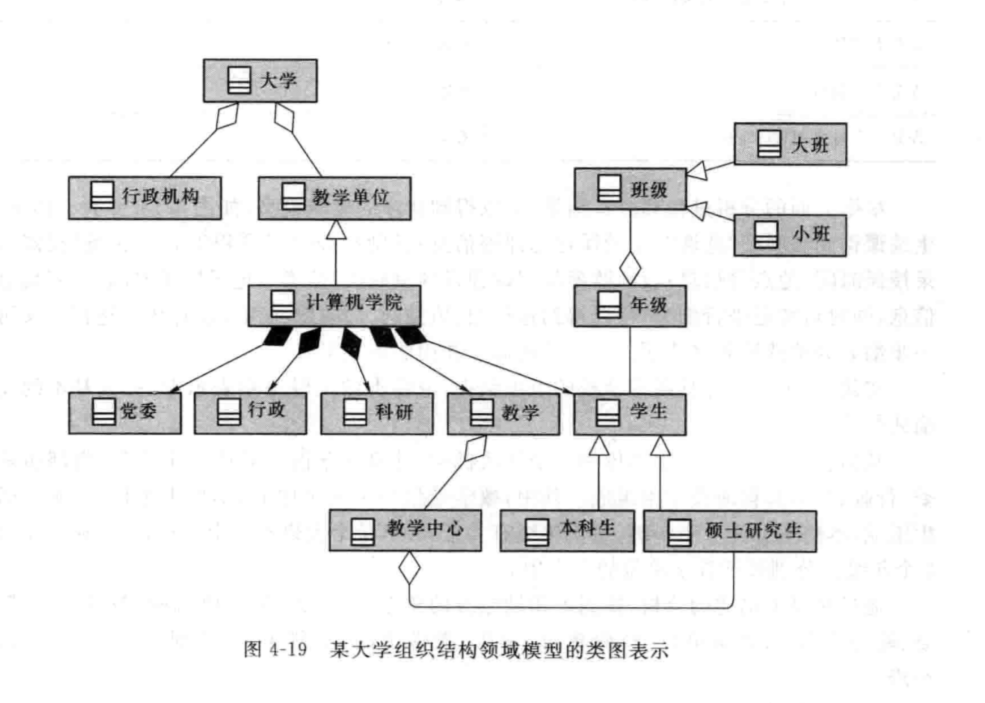 大学
行政机构
教学单位
大班
班级
小班
计算机学院
年级
党委
行政
科研
教学
学生
教学中心
本科生
硕士研究生
图 4-19 某大学组织结构领域模型的类图表示